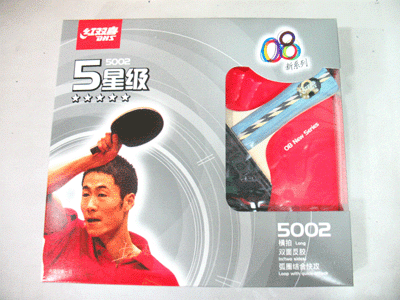 红双喜
DHS
5星级
5002
08
新系列
08 New Series
5002
横拍 Long
双面反胶
弧圈结合快攻
Loop with quick attack